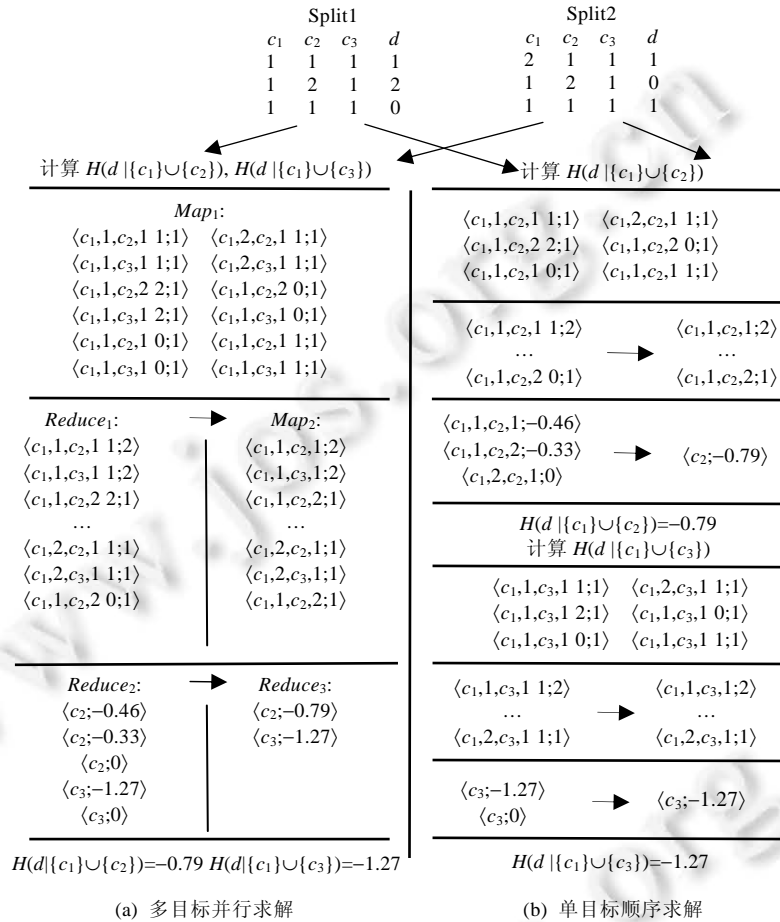 Split1
c1 c2 c3 d
1 1 1 1
1 2 1 2
1 1 1 0
Split2
c1 c2 c3 d
2 1 1 1
1 2 1 0
1 1 1 1
计算 H(d |{c1}∪{c2}), H(d |{c1}∪{c3})
Map1:
⟨c1,1,c2,1 1;1⟩ ⟨c1,2,c2,1 1;1⟩
⟨c1,1,c3,1 1;1⟩ ⟨c1,2,c3,1 1;1⟩
⟨c1,1,c2,2 2;1⟩ ⟨c1,1,c2,2 0;1⟩
⟨c1,1,c3,1 2;1⟩ ⟨c1,1,c3,1 0;1⟩
⟨c1,1,c2,1 0;1⟩ ⟨c1,1,c2,1 1;1⟩
⟨c1,1,c3,1 0;1⟩ ⟨c1,1,c3,1 1;1⟩
Reduce1: Map2:
⟨c1,1,c2,1 1;2⟩ ⟨c1,1,c2,1;2⟩
⟨c1,1,c3,1 1;2⟩ ⟨c1,1,c3,1;2⟩
⟨c1,1,c2,2 2;1⟩ ⟨c1,1,c2,2;1⟩
… …
⟨c1,2,c2,1 1;1⟩ ⟨c1,2,c2,1;1⟩
⟨c1,2,c3,1 1;1⟩ ⟨c1,2,c3,1;1⟩
⟨c1,1,c2,2 0;1⟩ ⟨c1,1,c2,2;1⟩
Reduce2: Reduce3:
⟨c2;−0.46⟩ ⟨c2;−0.79⟩
⟨c2;−0.33⟩ ⟨c3;−1.27⟩
⟨c2;0⟩
⟨c3;−1.27⟩
⟨c3;0⟩
H(d|{c1}∪{c2})=−0.79 H(d|{c1}∪{c3})=−1.27
(a) 多目标并行求解
计算 H(d |{c1}∪{c2})
⟨c1,1,c2,1 1;1⟩ ⟨c1,2,c2,1 1;1⟩
⟨c1,1,c2,2 2;1⟩ ⟨c1,1,c2,2 0;1⟩
⟨c1,1,c2,1 0;1⟩ ⟨c1,1,c2,1 1;1⟩
⟨c1,1,c2,1 1;2⟩ ⟨c1,1,c2,1;2⟩
… …
⟨c1,1,c2,2 0;1⟩ ⟨c1,1,c2,2;1⟩
⟨c1,1,c2,1;−0.46⟩
⟨c1,1,c2,2;−0.33⟩ ⟨c2;−0.79⟩
⟨c1,2,c2,1;0⟩
H(d |{c1}∪{c2})=−0.79
计算 H(d |{c1}∪{c3})
⟨c1,1,c3,1 1;1⟩ ⟨c1,2,c3,1 1;1⟩
⟨c1,1,c3,1 2;1⟩ ⟨c1,1,c3,1 0;1⟩
⟨c1,1,c3,1 0;1⟩ ⟨c1,1,c3,1 1;1⟩
⟨c1,1,c3,1 1;2⟩ ⟨c1,1,c3,1;2⟩
… …
⟨c1,2,c3,1 1;1⟩ ⟨c1,2,c3,1;1⟩
⟨c3;−1.27⟩ ⟨c3;−1.27⟩
⟨c3;0⟩
H(d |{c1}∪{c3})=−1.27
(b) 单目标顺序求解
www.jos.org.cn
org